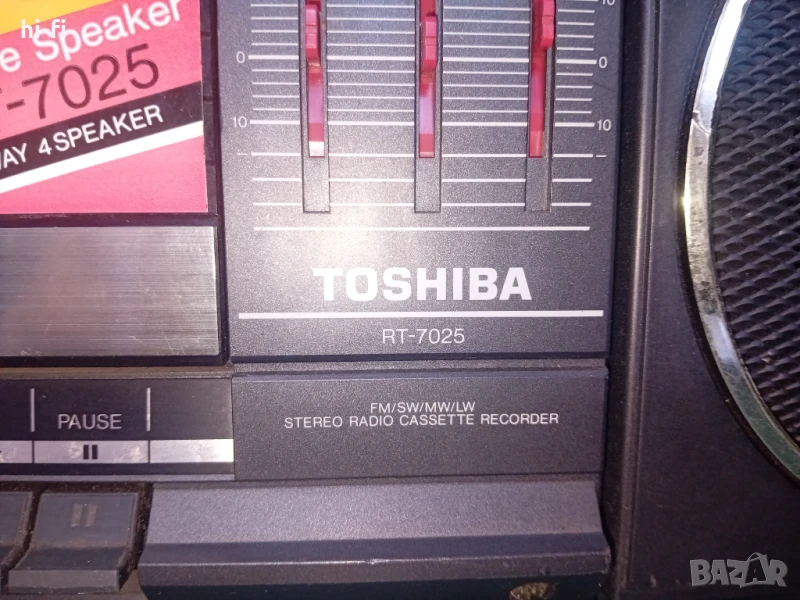 hi-fi
e Speaker
T-7025
WAY 4 SPEAKER
10
0
0
10
10
TOSHIBA
RT-7025
FM/SW/MW/LW
STEREO RADIO CASSETTE RECORDER
PAUSE
BAZAR